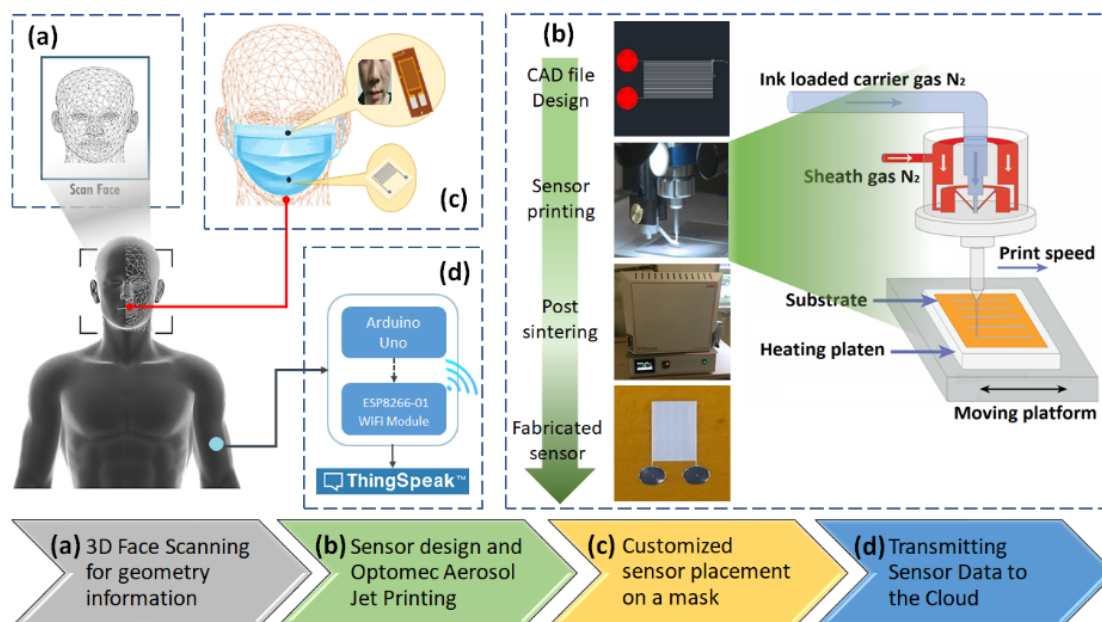 (a)
Scan Face
(c)
(d)
Arduino
Uno
ESP8266-01
WIFI Module
ThingSpeak™
(b)
CAD file
Design
Sensor
printing
Post
sintering
Fabricated
sensor
Ink loaded carrier gas N₂
Sheath gas N₂
Print speed
Substrate
Heating platen
Moving platform
(a) 3D Face Scanning
for geometry
information
(b) Sensor design and
Optomec Aerosol
Jet Printing
(c) Customized
sensor placement
on a mask
(d) Transmitting
Sensor Data to
the Cloud